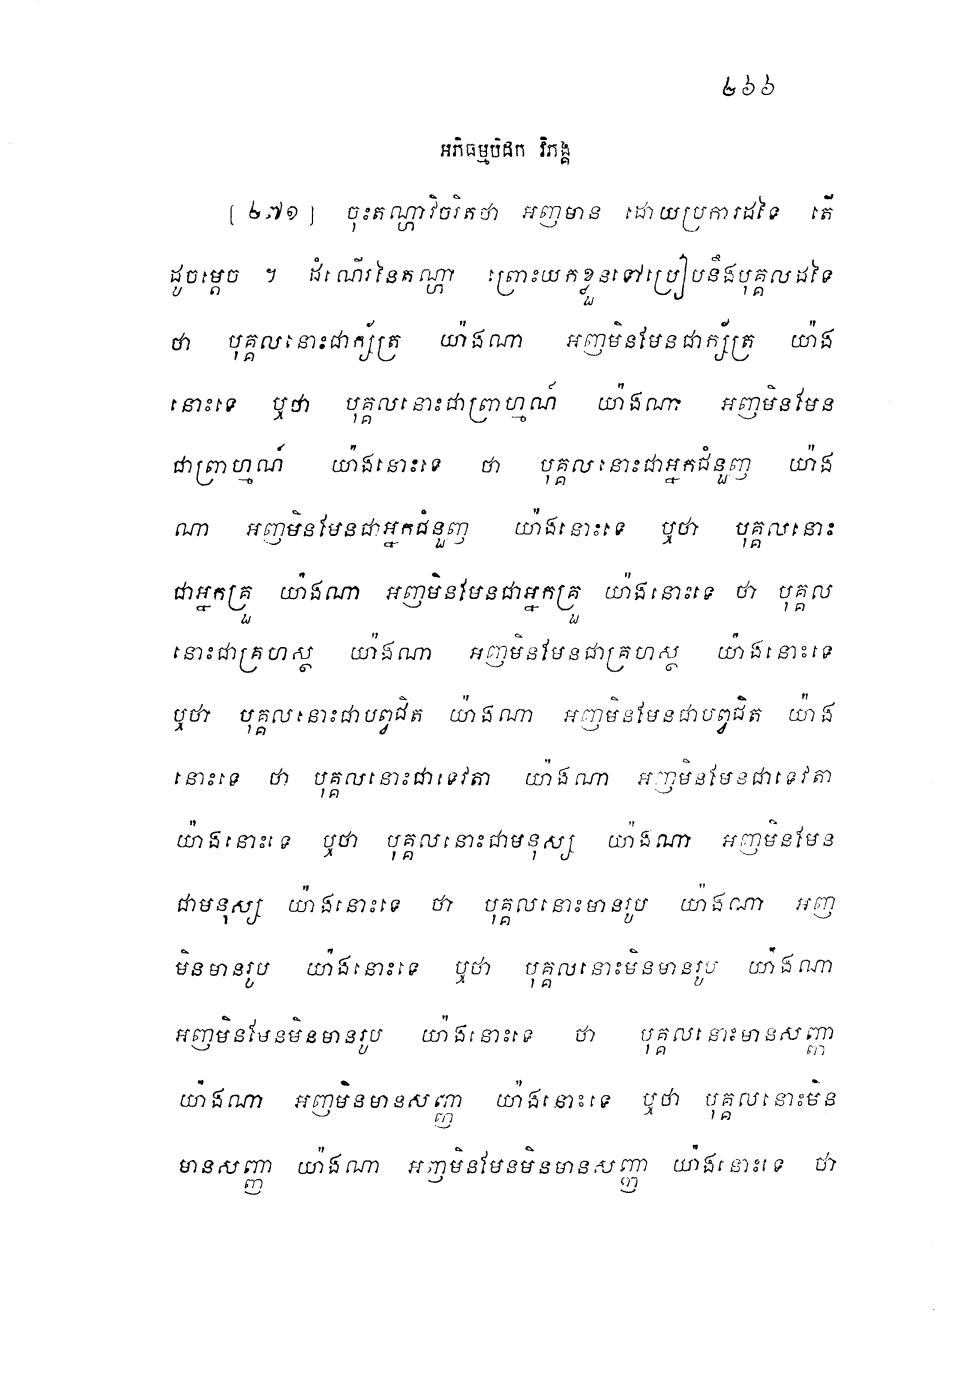 ២៦៦
អភិធម្មបិដក វិភង្គ
[២៧១] ចុះតណ្ហាវិចរិតថា អញមាន ដោយប្រការដទៃ តើ
ដូចម្តេច ។ ដំណើរនៃតណ្ហា ព្រោះយកខ្លួនទៅប្រៀបនឹងបុគ្គលដទៃ
ថា បុគ្គលនោះជាក្ស័ត្រ យ៉ាងណា អញមិនមែនជាក្ស័ត្រ យ៉ាង
នោះទេ ឬថា បុគ្គលនោះជាព្រាហ្មណ៍ យ៉ាងណា អញមិនមែន
ជាព្រាហ្មណ៍ យ៉ាងនោះទេ ថា បុគ្គលនោះជាអ្នកជំនួញ យ៉ាង
ណា អញមិនមែនជាអ្នកជំនួញ យ៉ាងនោះទេ ឬថា បុគ្គលនោះ
ជាអ្នកគ្រួ យ៉ាងណា អញមិនមែនជាអ្នកគ្រួ យ៉ាងនោះទេ ថា បុគ្គល
នោះជាគ្រហស្ថ យ៉ាងណា អញមិនមែនជាគ្រហស្ថ យ៉ាងនោះទេ
ឬថា បុគ្គលនោះជាបព្វជិត យ៉ាងណា អញមិនមែនជាបព្វជិត យ៉ាង
នោះទេ ថា បុគ្គលនោះជាទេវតា យ៉ាងណា អញមិនមែនជាទេវតា
យ៉ាងនោះទេ ឬថា បុគ្គលនោះជាមនុស្ស យ៉ាងណា អញមិនមែន
ជាមនុស្ស យ៉ាងនោះទេ ថា បុគ្គលនោះមានរូប យ៉ាងណា អញ
មិនមានរូប យ៉ាងនោះទេ ឬថា បុគ្គលនោះមិនមានរូប យ៉ាងណា
អញមិនមែនមិនមានរូប យ៉ាងនោះទេ ថា បុគ្គលនោះមានសញ្ញា
យ៉ាងណា អញមិនមានសញ្ញា យ៉ាងនោះទេ ឬថា បុគ្គលនោះមិន
មានសញ្ញា យ៉ាងណា អញមិនមែនមិនមានសញ្ញា យ៉ាងនោះទេ ថា